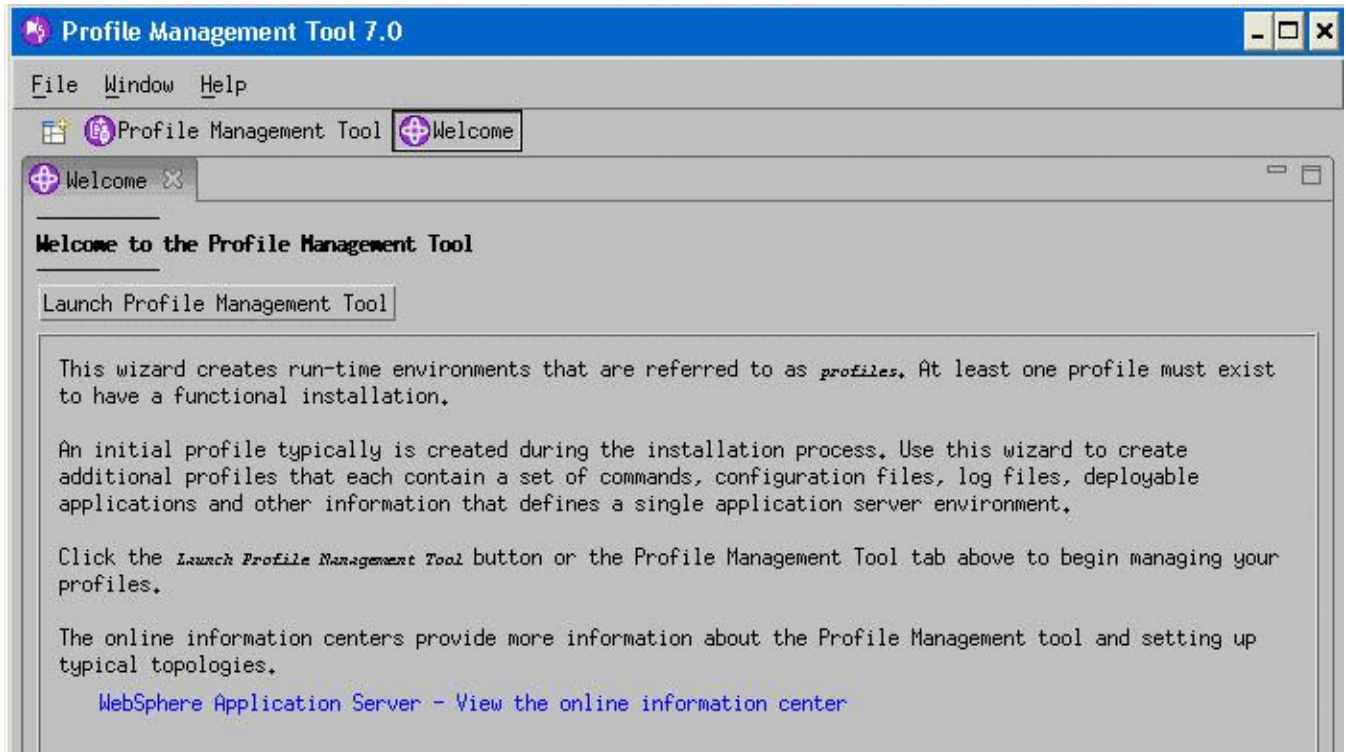 Profile Management Tool 7.0
File Window Help
Profile Management Tool Welcome
Welcome
Welcome to the Profile Management Tool
Launch Profile Management Tool
This wizard creates run-time environments that are referred to as profiles. At least one profile must exist
to have a functional installation.
An initial profile typically is created during the installation process. Use this wizard to create
additional profiles that each contain a set of commands, configuration files, log files, deployable
applications and other information that defines a single application server environment.
Click the Launch Profile Management Tool button or the Profile Management Tool tab above to begin managing your
profiles.
The online information centers provide more information about the Profile Management tool and setting up
typical topologies.
WebSphere Application Server - View the online information center